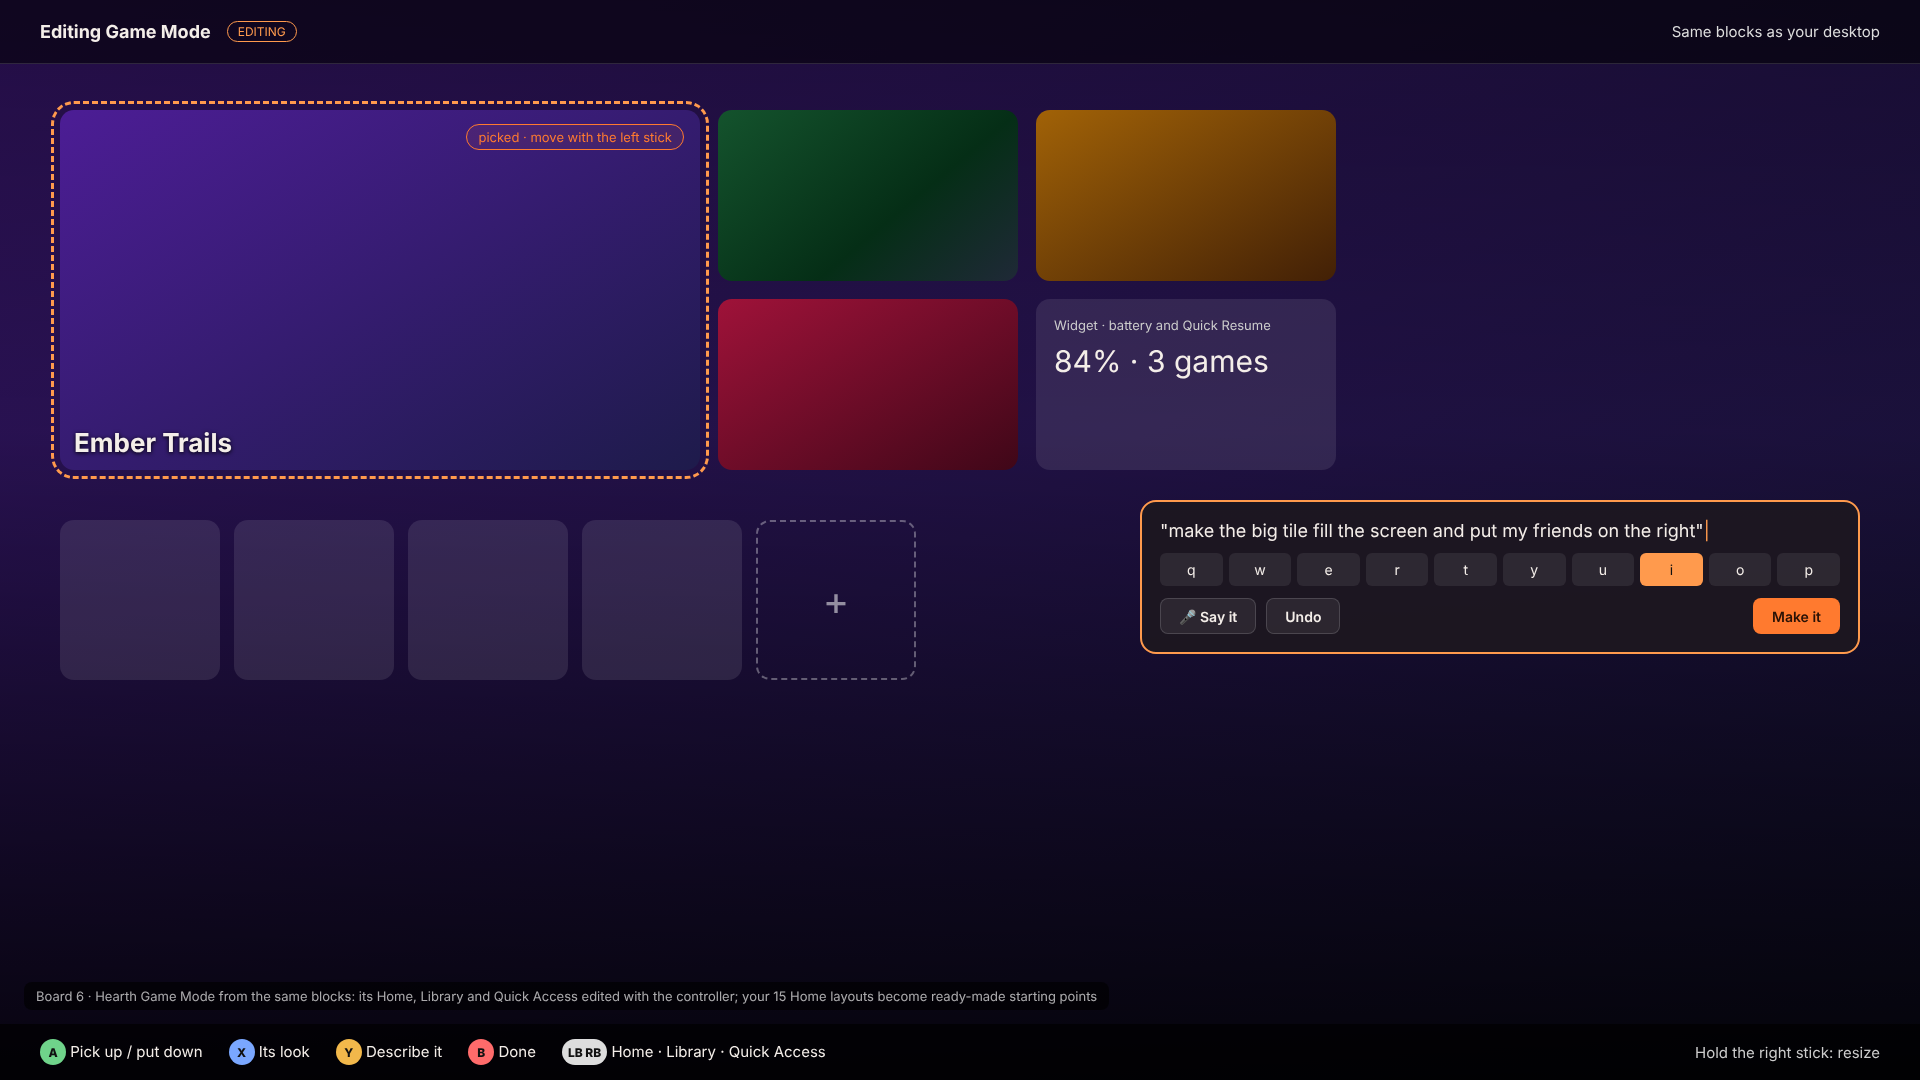 Editing Game Mode
EDITING
Same blocks as your desktop
picked · move with the left stick
Ember Trails
Widget · battery and Quick Resume
84% · 3 games
+
"make the big tile fill the screen and put my friends on the right"
q w e r t y u i o p
🎤 Say it
Undo
Make it
Board 6 · Hearth Game Mode from the same blocks: its Home, Library and Quick Access edited with the controller; your 15 Home layouts become ready-made starting points
A Pick up / put down
X Its look
Y Describe it
B Done
LB RB Home · Library · Quick Access
Hold the right stick: resize